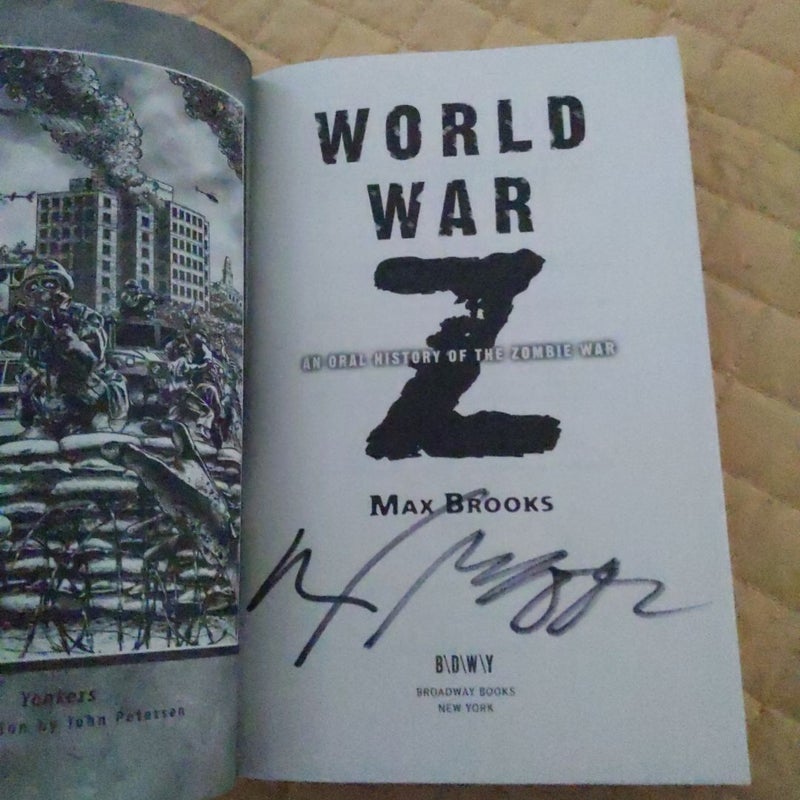 Yonkers
ion by John Petersen
WORLD
WAR
Z
AN ORAL HISTORY OF THE ZOMBIE WAR
MAX BROOKS
B\D\W\Y
BROADWAY BOOKS
NEW YORK